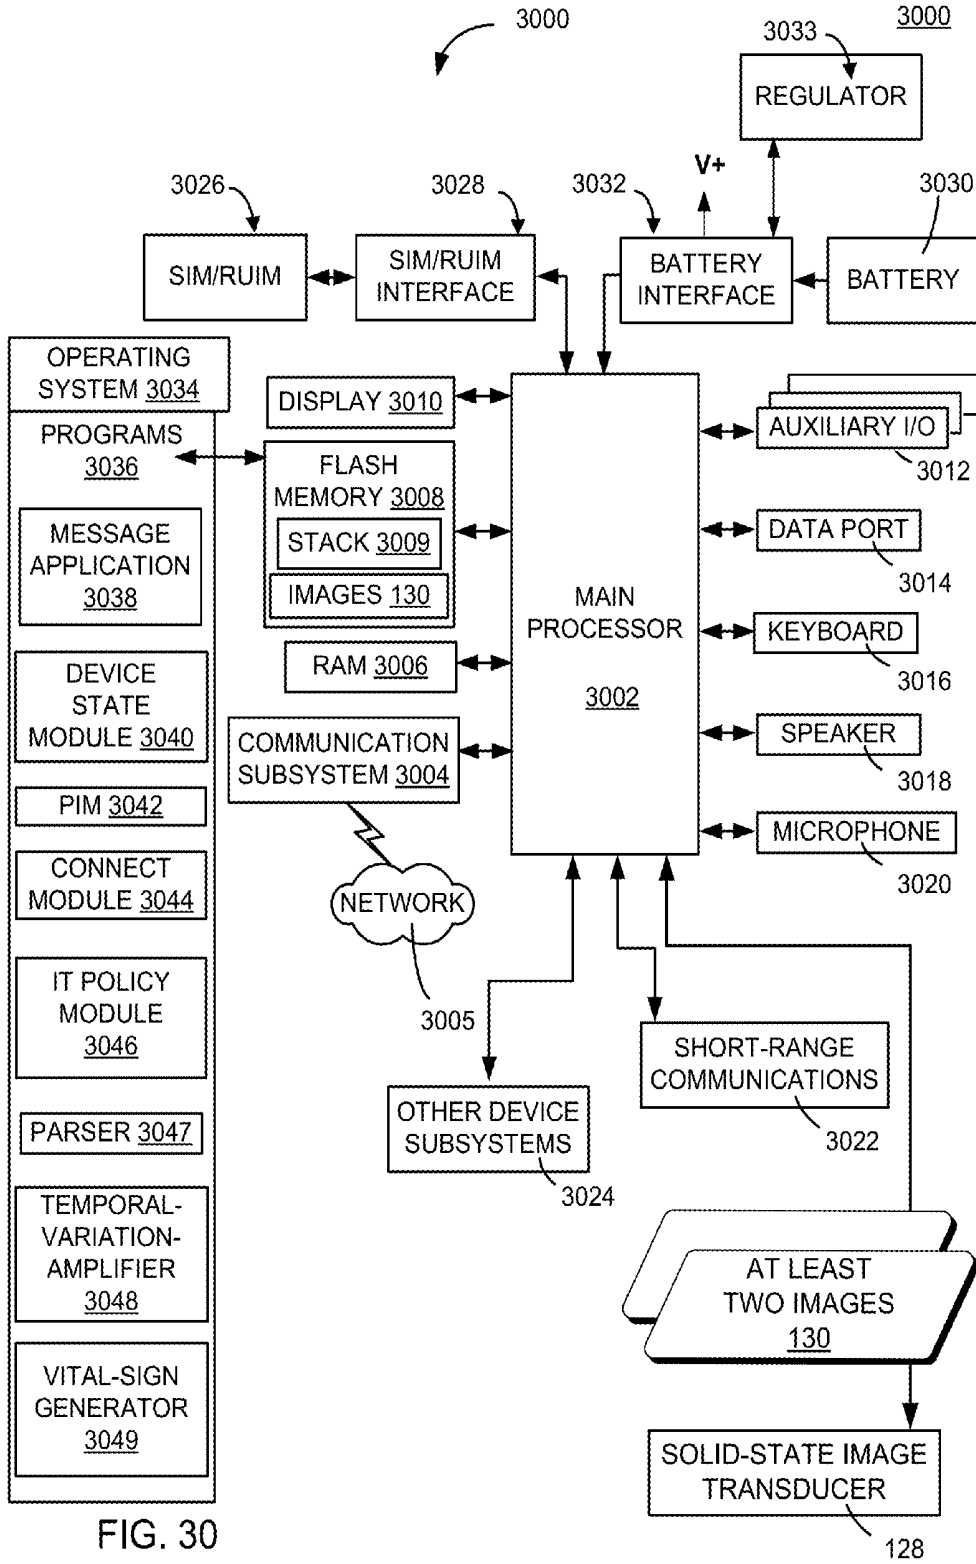 3000
3000
3033
REGULATOR
V+
3026
3028
3032
3030
SIM/RUIM
SIM/RUIM
INTERFACE
BATTERY
INTERFACE
BATTERY
OPERATING
SYSTEM 3034
PROGRAMS
3036
MESSAGE
APPLICATION
3038
DEVICE
STATE
MODULE 3040
PIM 3042
CONNECT
MODULE 3044
IT POLICY
MODULE
3046
PARSER 3047
TEMPORAL-
VARIATION-
AMPLIFIER
3048
VITAL-SIGN
GENERATOR
3049
DISPLAY 3010
FLASH
MEMORY 3008
STACK 3009
IMAGES 130
RAM 3006
COMMUNICATION
SUBSYSTEM 3004
NETWORK
3005
MAIN
PROCESSOR
3002
AUXILIARY I/O
3012
DATA PORT
3014
KEYBOARD
3016
SPEAKER
3018
MICROPHONE
3020
SHORT-RANGE
COMMUNICATIONS
3022
OTHER DEVICE
SUBSYSTEMS
3024
AT LEAST
TWO IMAGES
130
SOLID-STATE IMAGE
TRANSDUCER
128
FIG. 30